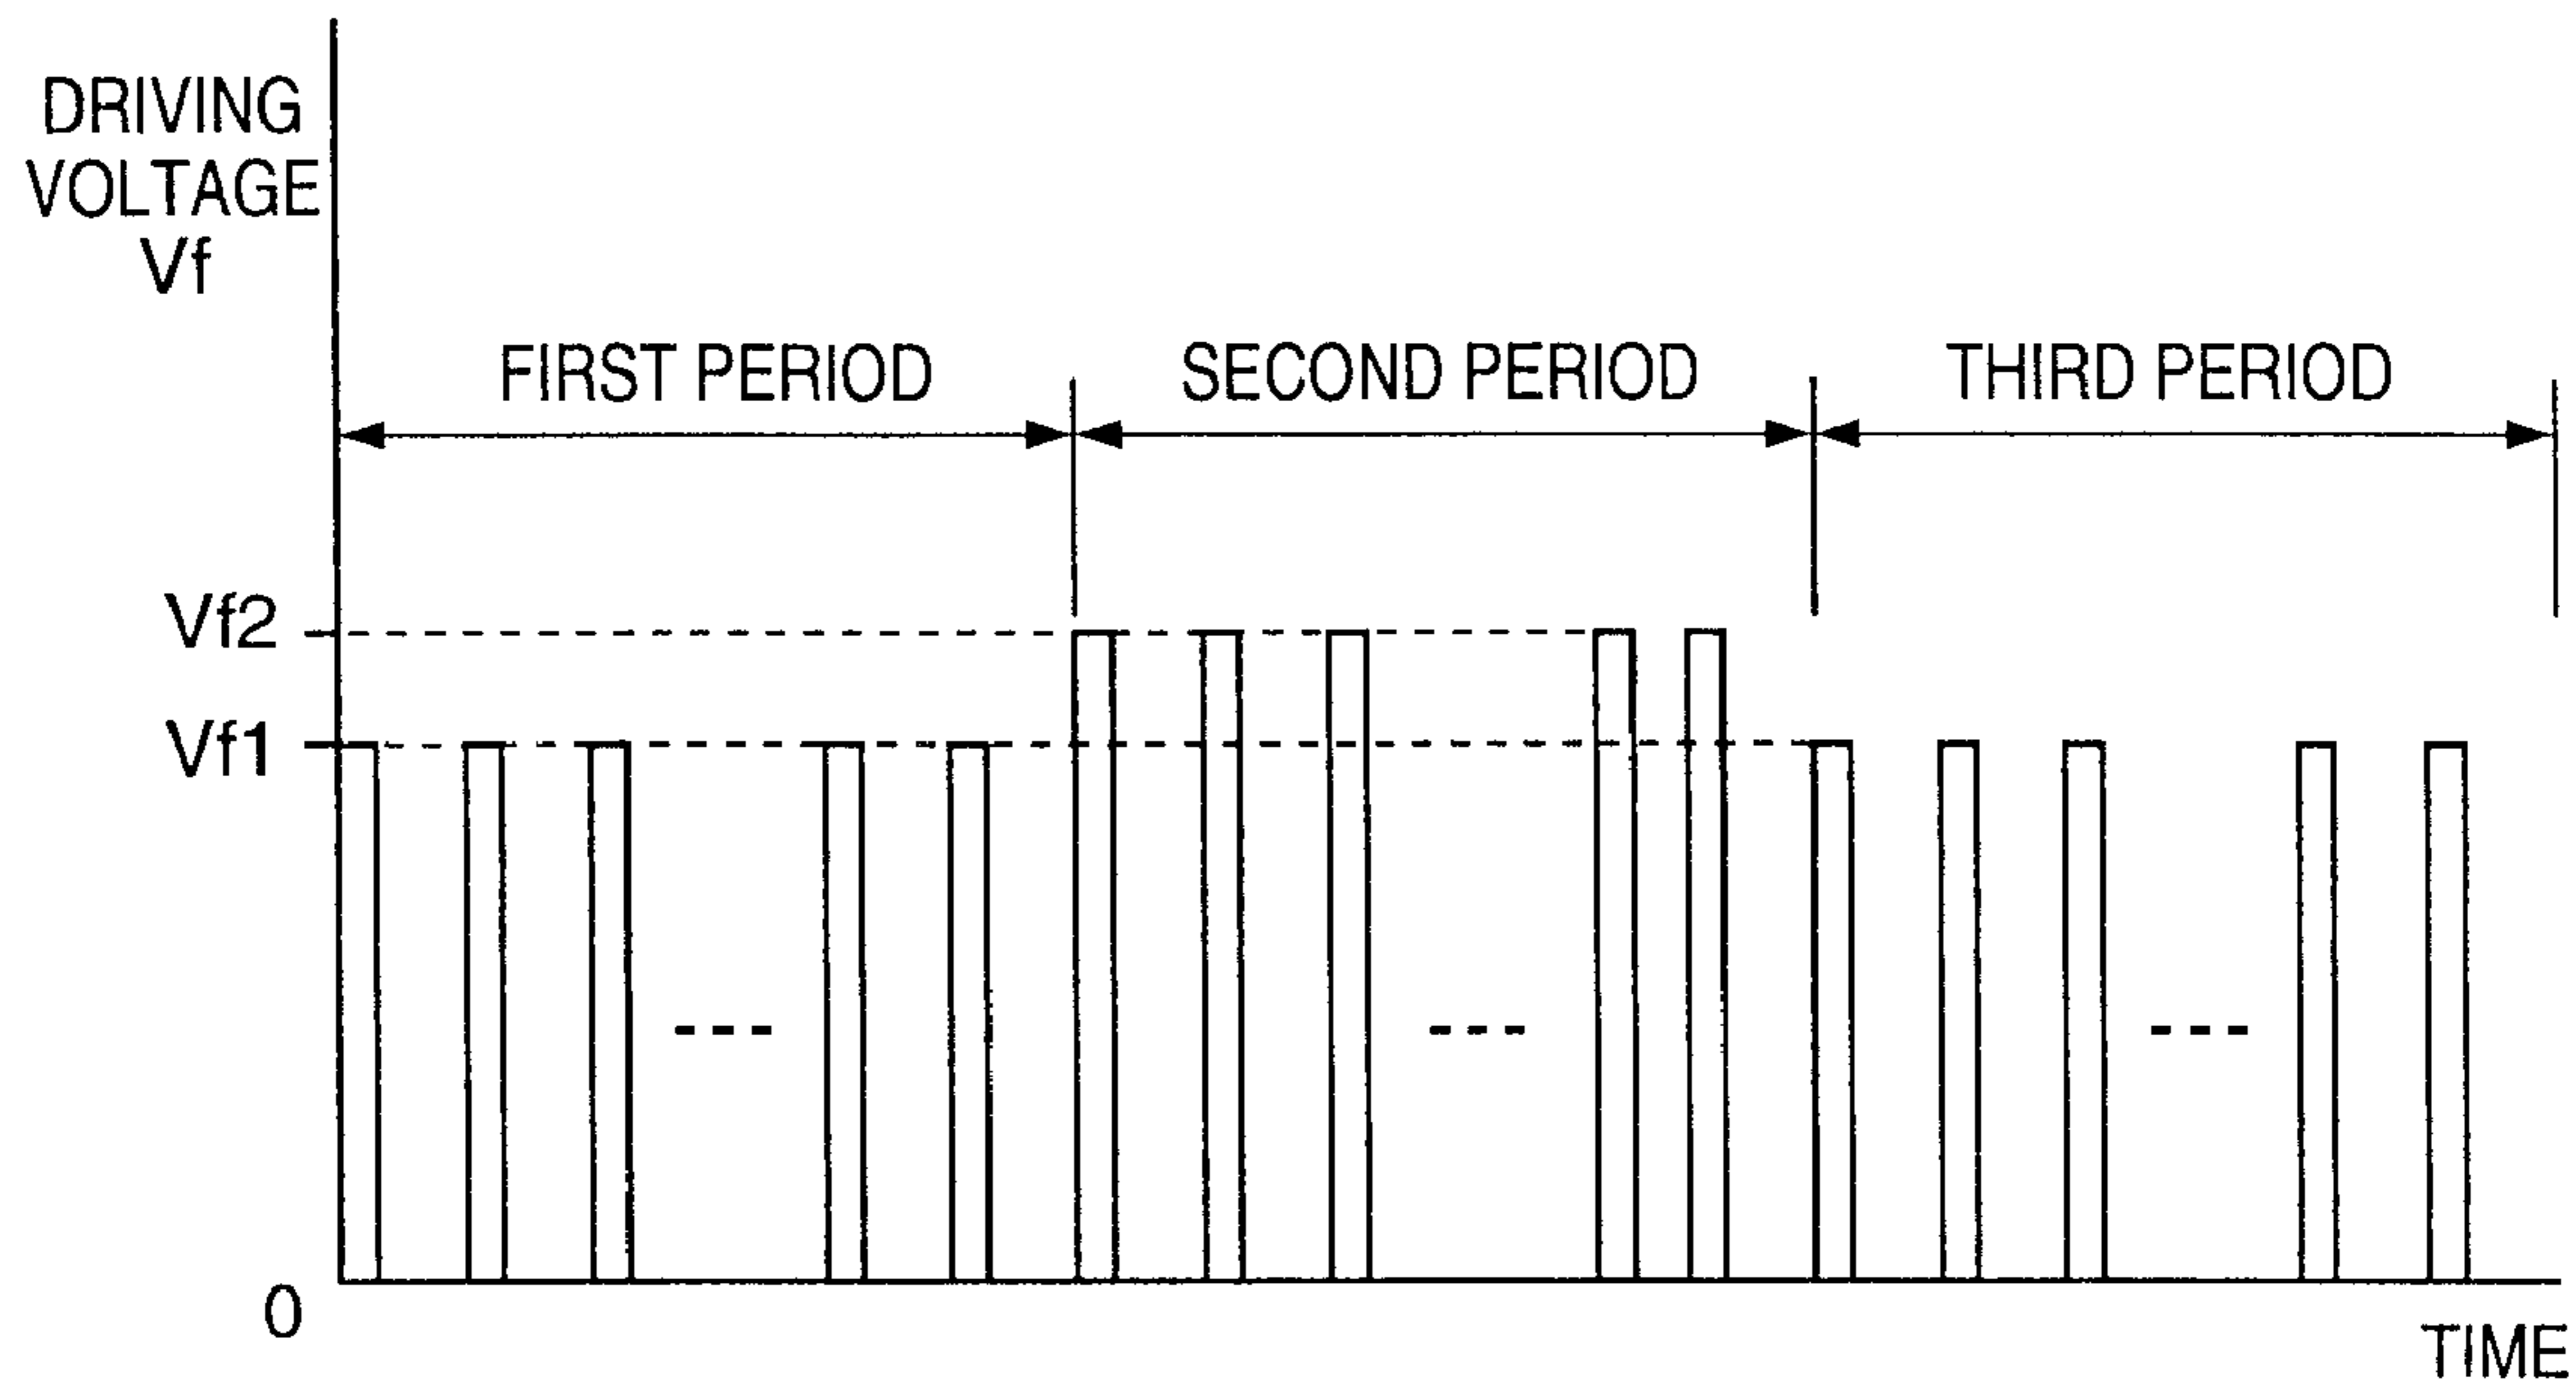 DRIVING
VOLTAGE
Vf
FIRST PERIOD
SECOND PERIOD
THIRD PERIOD
Vf2
Vf1
0
TIME